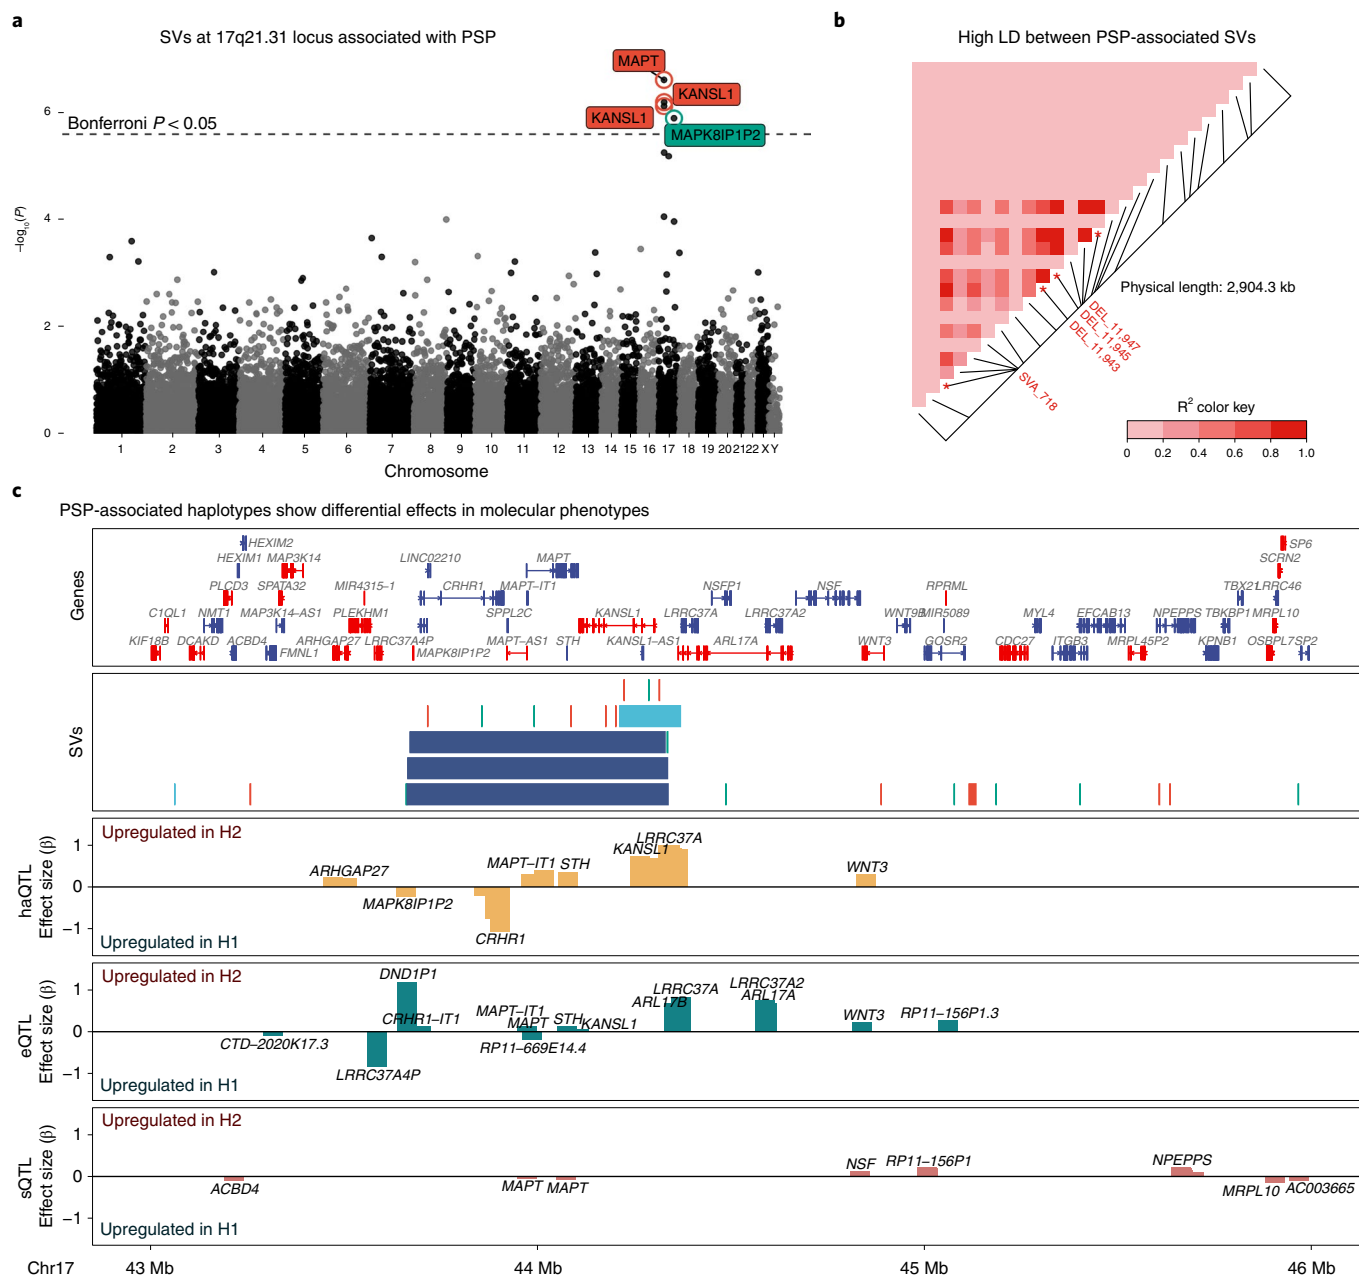 a
SVs at 17q21.31 locus associated with PSP
MAPT
KANSL1
KANSL1
MAPK8IP1P2
Bonferroni P < 0.05
−log10(P)
6
4
2
0
1 2 3 4 5 6 7 8 9 10 11 12 13 14 15 16 17 18 19 20 21 22 X Y
Chromosome
b
High LD between PSP-associated SVs
Physical length: 2,904.3 kb
DEL_11,947
DEL_11,945
DEL_11,943
SVA_718
*
*
*
*
R2 color key
0 0.2 0.4 0.6 0.8 1.0
c
PSP-associated haplotypes show differential effects in molecular phenotypes
Genes
HEXIM2 SP6
HEXIM1 MAP3K14 LINC02210 MAPT SCRN2
PLCD3 SPATA32 MIR4315−1 CRHR1 MAPT−IT1 NSFP1 NSF RPRML TBX21 LRRC46
C1QL1 NMT1 MAP3K14−AS1 PLEKHM1 SPPL2C KANSL1 LRRC37A LRRC37A2 WNT9B MIR5089 MYL4 EFCAB13 NPEPPS TBKBP1 MRPL10
KIF18B DCAKD ACBD4 FMNL1 ARHGAP27 LRRC37A4P MAPK8IP1P2 MAPT−AS1 STH KANSL1−AS1 ARL17A WNT3 GOSR2 CDC27 ITGB3 MRPL45P2 KPNB1 OSBPL7 SP2
SVs
haQTL
Effect size (β)
1
0
−1
Upregulated in H2
ARHGAP27
MAPK8IP1P2
CRHR1
MAPT−IT1
STH
KANSL1
LRRC37A
WNT3
Upregulated in H1
eQTL
Effect size (β)
1
0
−1
Upregulated in H2
CTD−2020K17.3
LRRC37A4P
DND1P1
CRHR1−IT1
MAPT−IT1
MAPT
STH
KANSL1
RP11−669E14.4
LRRC37A
ARL17B
LRRC37A2
ARL17A
WNT3
RP11−156P1.3
Upregulated in H1
sQTL
Effect size (β)
1
0
−1
Upregulated in H2
ACBD4
MAPT
MAPT
NSF
RP11−156P1
NPEPPS
MRPL10
AC003665
Upregulated in H1
Chr17 43 Mb 44 Mb 45 Mb 46 Mb